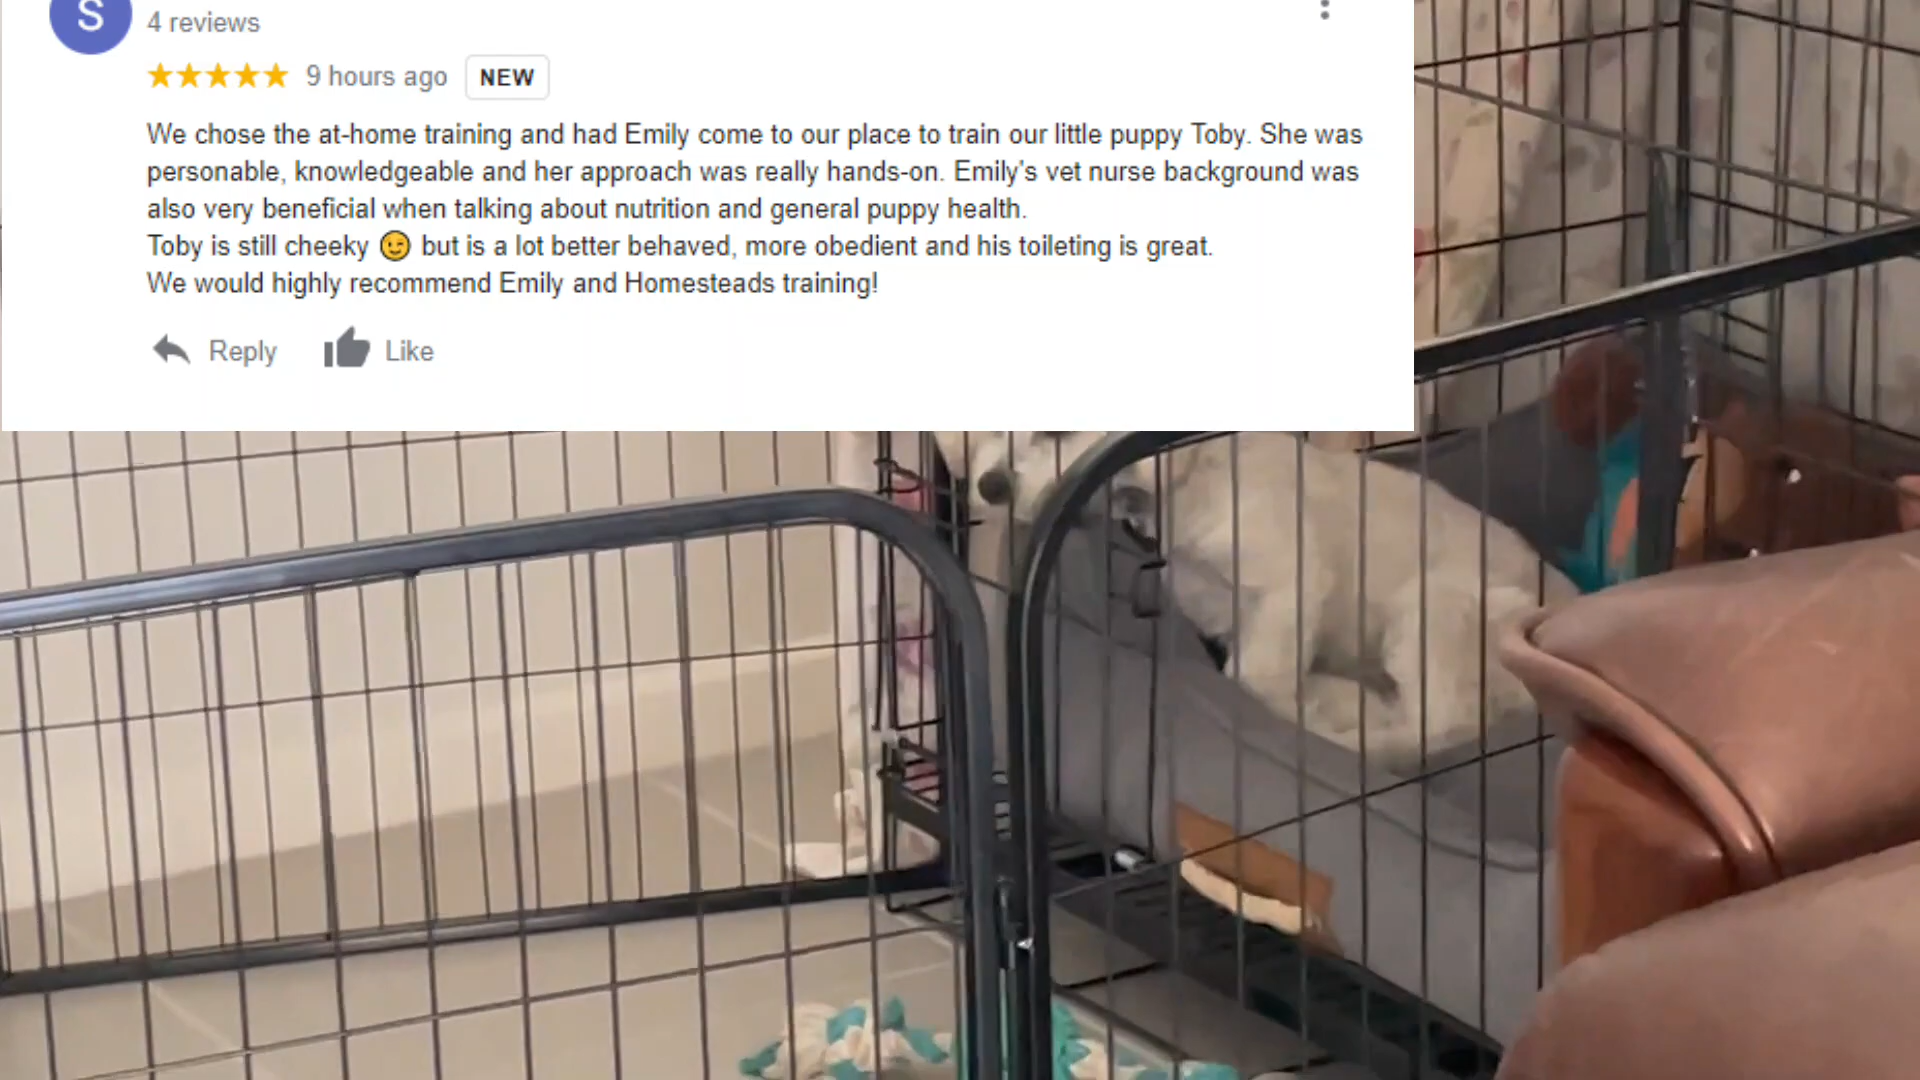 S
4 reviews
9 hours ago NEW
We chose the at-home training and had Emily come to our place to train our little puppy Toby. She was
personable, knowledgeable and her approach was really hands-on. Emily's vet nurse background was
also very beneficial when talking about nutrition and general puppy health.
Toby is still cheeky 😉 but is a lot better behaved, more obedient and his toileting is great.
We would highly recommend Emily and Homesteads training!
Reply Like